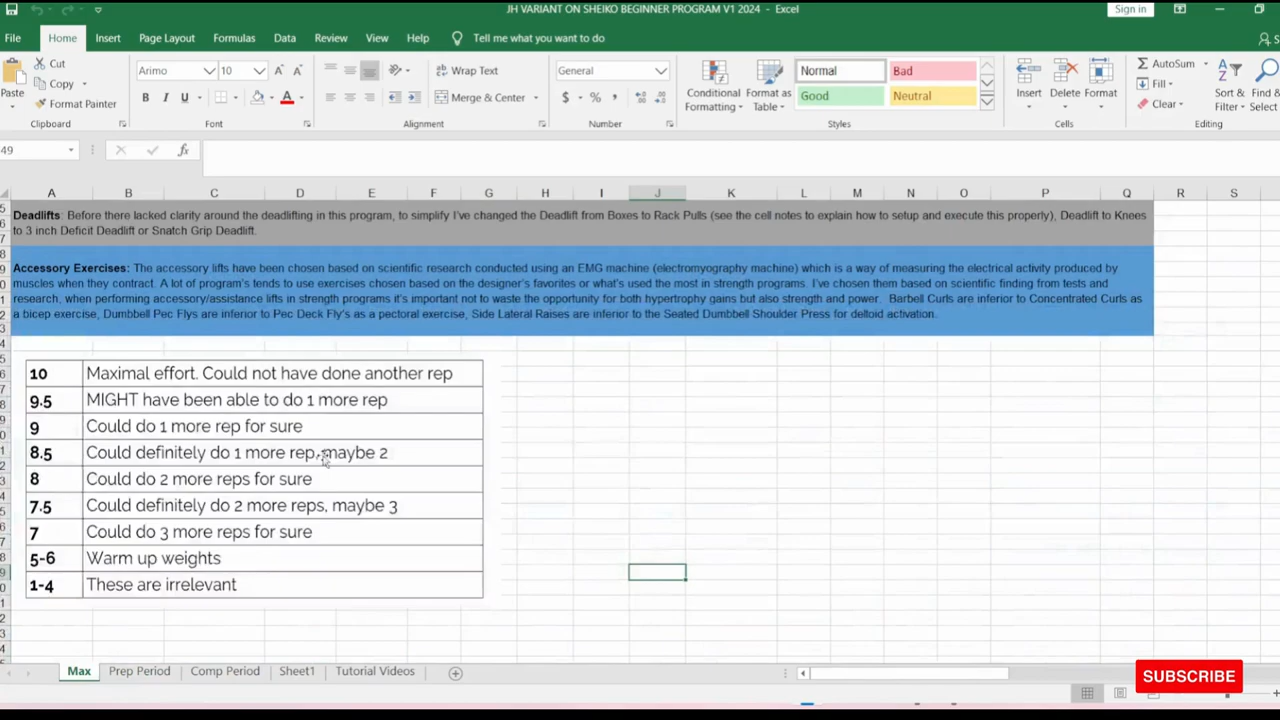 JH VARIANT ON SHEIKO BEGINNER PROGRAM V1 2024 - Excel
Sign in
File Home Insert Page Layout Formulas Data Review View Help Tell me what you want to do
Cut
Copy
Format Painter
Paste
Clipboard
Arimo 10
B I U
Font
Wrap Text
Merge & Center
Alignment
General
$ % ,
Number
Conditional Formatting
Format as Table
Normal Bad
Good Neutral
Styles
Insert Delete Format
Cells
AutoSum
Fill
Clear
Sort & Filter
Find & Select
Editing
49
fx
A B C D E F G H I J K L M N O P Q R S
Deadlifts: Before there lacked clarity around the deadlifting in this program, to simplify I've changed the Deadlift from Boxes to Rack Pulls (see the cell notes to explain how to setup and execute this properly), Deadlift to Knees
to 3 inch Deficit Deadlift or Snatch Grip Deadlift.
Accessory Exercises: The accessory lifts have been chosen based on scientific research conducted using an EMG machine (electromyography machine) which is a way of measuring the electrical activity produced by
muscles when they contract. A lot of program's tends to use exercises chosen based on the designer's favorites or what's used the most in strength programs. I've chosen them based on scientific finding from tests and
research, when performing accessory/assistance lifts in strength programs it's important not to waste the opportunity for both hypertrophy gains but also strength and power. Barbell Curls are inferior to Concentrated Curls as
a bicep exercise, Dumbbell Pec Flys are inferior to Pec Deck Fly's as a pectoral exercise, Side Lateral Raises are inferior to the Seated Dumbbell Shoulder Press for deltoid activation.
10 Maximal effort. Could not have done another rep
9.5 MIGHT have been able to do 1 more rep
9 Could do 1 more rep for sure
8.5 Could definitely do 1 more rep, maybe 2
8 Could do 2 more reps for sure
7.5 Could definitely do 2 more reps, maybe 3
7 Could do 3 more reps for sure
5-6 Warm up weights
1-4 These are irrelevant
Max Prep Period Comp Period Sheet1 Tutorial Videos
SUBSCRIBE